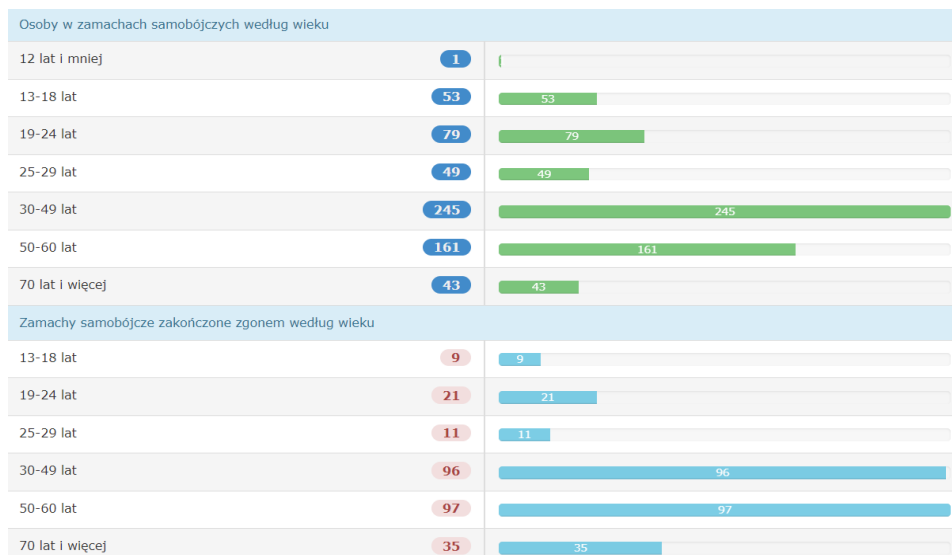 Osoby w zamachach samobójczych według wieku
12 lat i mniej 1
13-18 lat 53 53
19-24 lat 79 79
25-29 lat 49 49
30-49 lat 245 245
50-60 lat 161 161
70 lat i więcej 43 43
Zamachy samobójcze zakończone zgonem według wieku
13-18 lat 9 9
19-24 lat 21 21
25-29 lat 11 11
30-49 lat 96 96
50-60 lat 97 97
70 lat i więcej 35 35